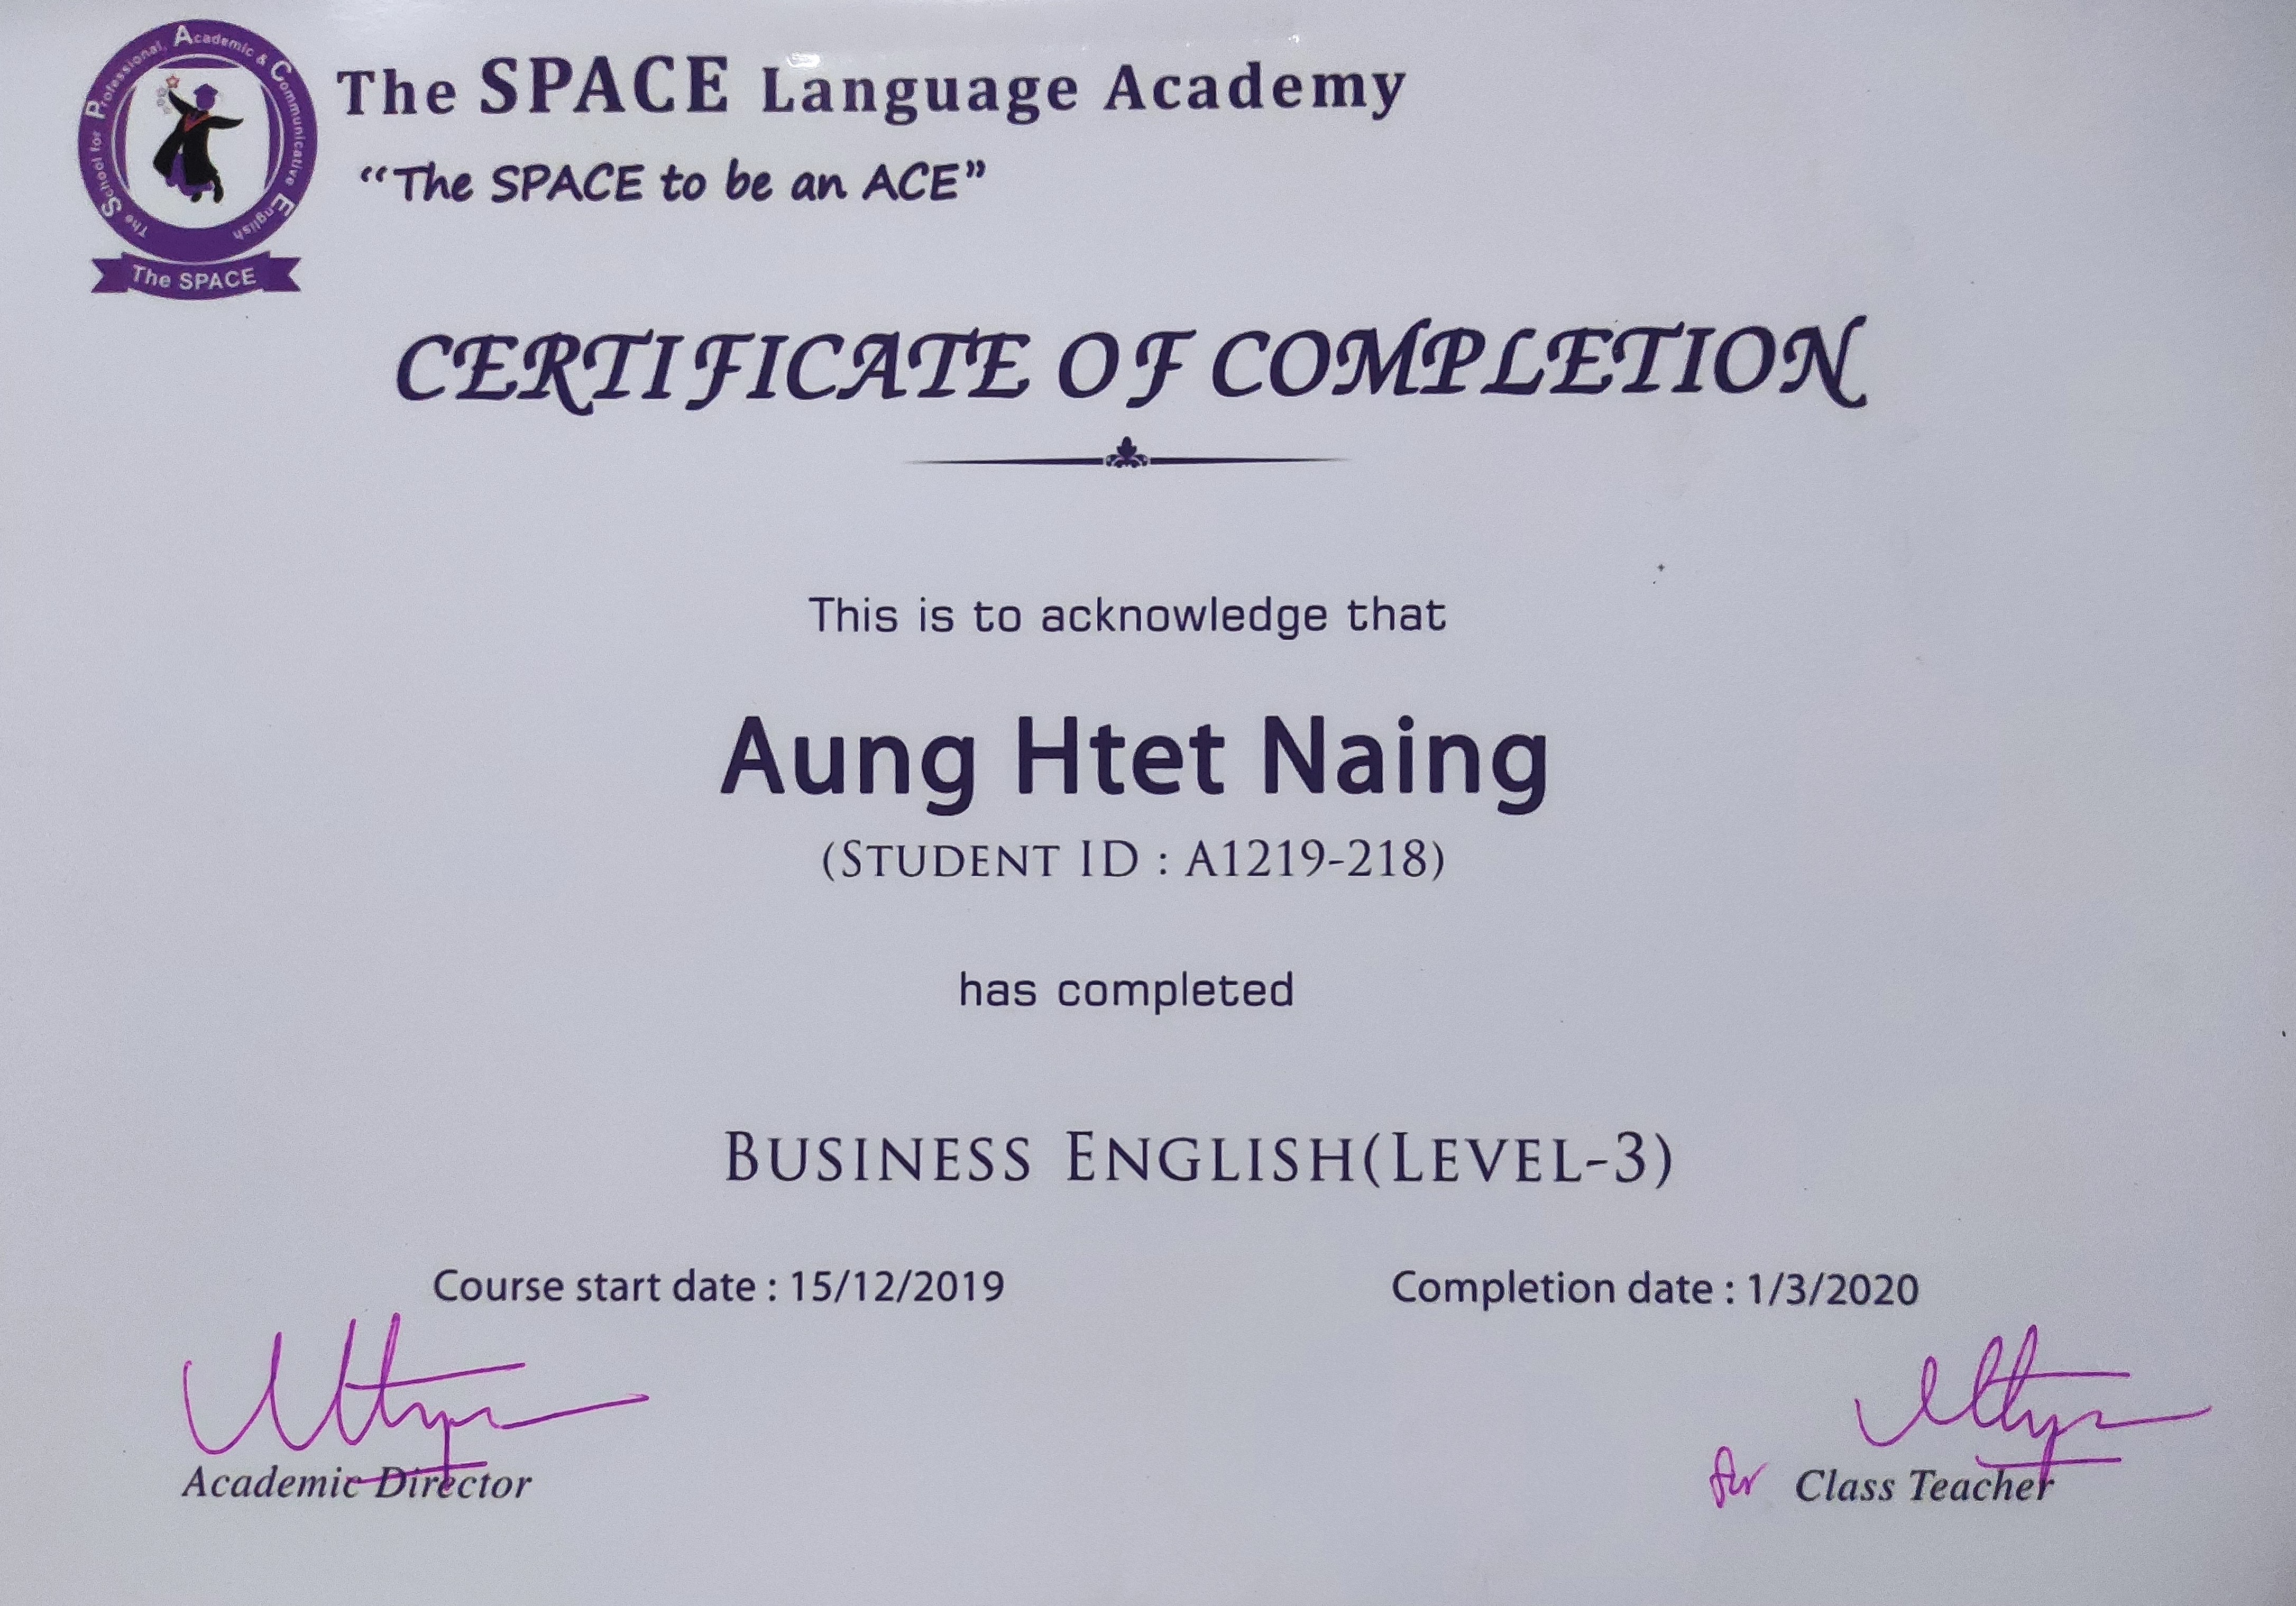 The SPACE Language Academy
“The SPACE to be an ACE”
The School for Professional, Academic & Communicative English
The SPACE
CERTIFICATE OF COMPLETION
This is to acknowledge that
Aung Htet Naing
(STUDENT ID : A1219-218)
has completed
BUSINESS ENGLISH(LEVEL-3)
Course start date : 15/12/2019
Completion date : 1/3/2020
Academic Director
for Class Teacher